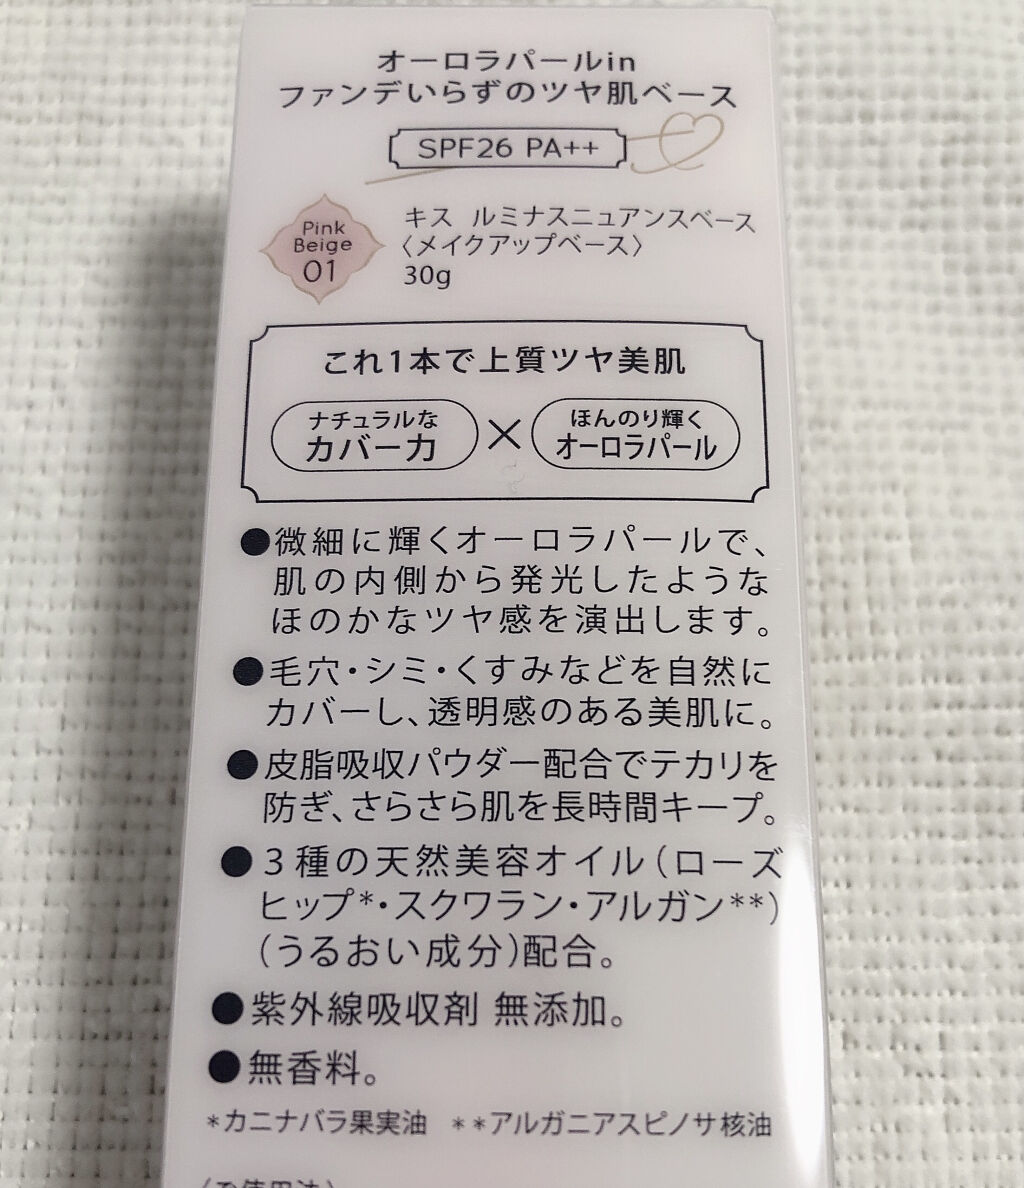 オーロラパールin
ファンデいらずのツヤ肌ベース
SPF26 PA++
Pink
Beige
01
キス ルミナスニュアンスベース
〈メイクアップベース〉
30g
これ1本で上質ツヤ美肌
ナチュラルな
カバー力
×
ほんのり輝く
オーロラパール
●微細に輝くオーロラパールで、
肌の内側から発光したような
ほのかなツヤ感を演出します。
●毛穴・シミ・くすみなどを自然に
カバーし、透明感のある美肌に。
●皮脂吸収パウダー配合でテカリを
防ぎ、さらさら肌を長時間キープ。
●3種の天然美容オイル(ローズ
ヒップ*・スクワラン・アルガン**)
(うるおい成分)配合。
●紫外線吸収剤 無添加。
●無香料。
*カニナバラ果実油 **アルガニアスピノサ核油